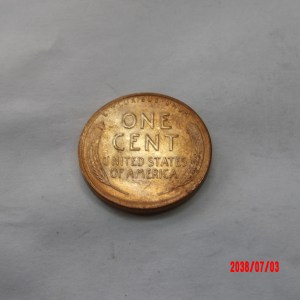 ONE
CENT
UNITED STATES
OF AMERICA
2038/07/03